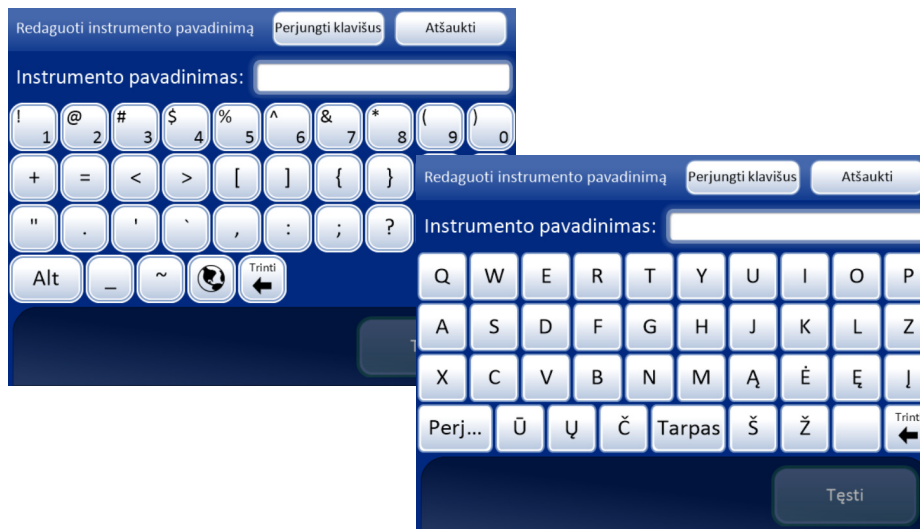 Redaguoti instrumento pavadinimą Perjungti klavišus Atšaukti
Instrumento pavadinimas:
! 1 @ 2 # 3 $ 4 % 5 ^ 6 & 7 * 8 ( 9 ) 0
+ = < > [ ] { }
" . ' ` , : ; ?
Alt _ ~ Trinti
Redaguoti instrumento pavadinimą Perjungti klavišus Atšaukti
Instrumento pavadinimas:
Q W E R T Y U I O P
A S D F G H J K L Z
X C V B N M Ą Ė Ę Į
Perj... Ū Ų Č Tarpas Š Ž
Tęsti